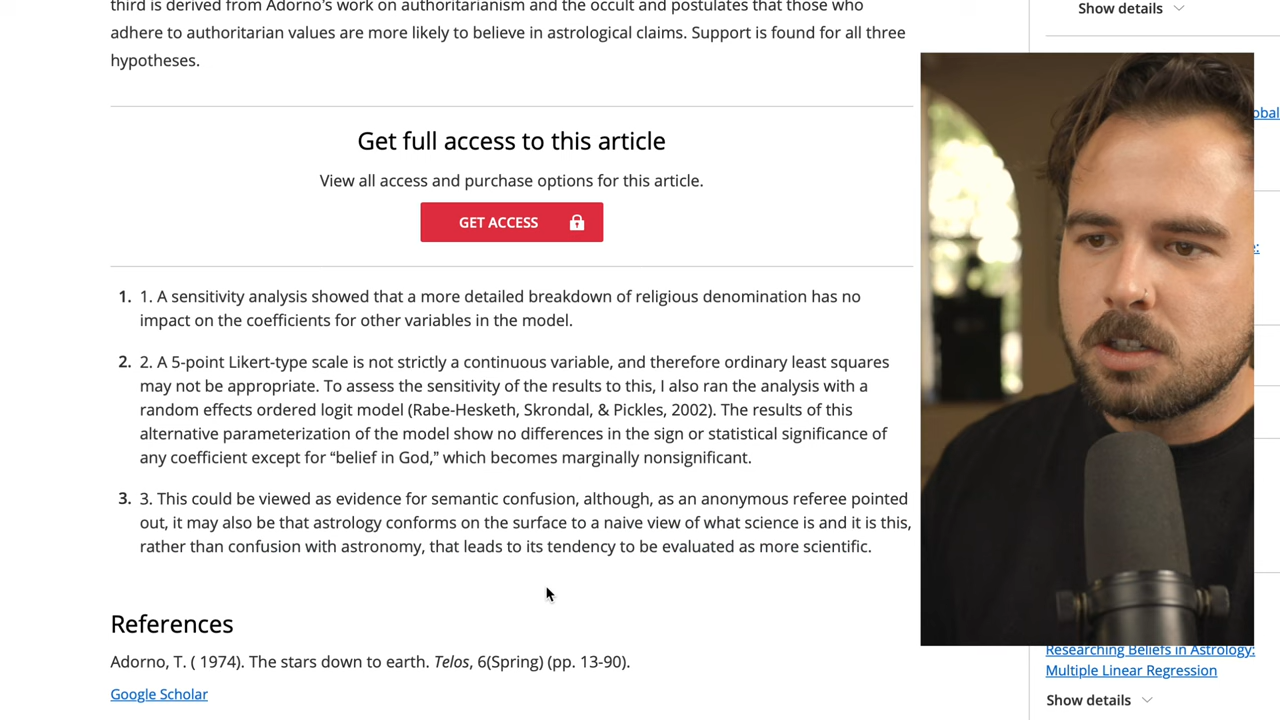 third is derived from Adorno's work on authoritarianism and the occult and postulates that those who
adhere to authoritarian values are more likely to believe in astrological claims. Support is found for all three
hypotheses.
Get full access to this article
View all access and purchase options for this article.
GET ACCESS
1. 1. A sensitivity analysis showed that a more detailed breakdown of religious denomination has no
impact on the coefficients for other variables in the model.
2. 2. A 5-point Likert-type scale is not strictly a continuous variable, and therefore ordinary least squares
may not be appropriate. To assess the sensitivity of the results to this, I also ran the analysis with a
random effects ordered logit model (Rabe-Hesketh, Skrondal, & Pickles, 2002). The results of this
alternative parameterization of the model show no differences in the sign or statistical significance of
any coefficient except for “belief in God,” which becomes marginally nonsignificant.
3. 3. This could be viewed as evidence for semantic confusion, although, as an anonymous referee pointed
out, it may also be that astrology conforms on the surface to a naive view of what science is and it is this,
rather than confusion with astronomy, that leads to its tendency to be evaluated as more scientific.
References
Adorno, T. ( 1974). The stars down to earth. Telos, 6(Spring) (pp. 13-90).
Google Scholar
Show details
Researching Beliefs in Astrology:
Multiple Linear Regression
Show details